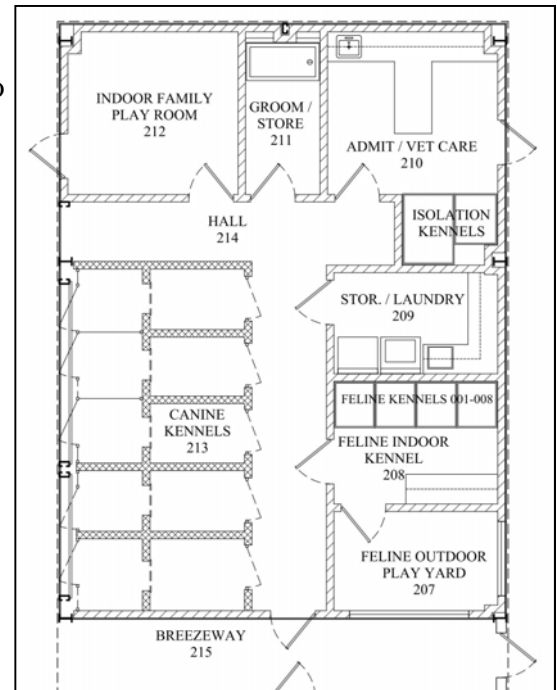 o
INDOOR FAMILY
PLAY ROOM
212
GROOM /
STORE
211
ADMIT / VET CARE
210
ISOLATION
KENNELS
HALL
214
STOR. / LAUNDRY
209
FELINE KENNELS 001-008
CANINE
KENNELS
213
FELINE INDOOR
KENNEL
208
FELINE OUTDOOR
PLAY YARD
207
BREEZEWAY
215